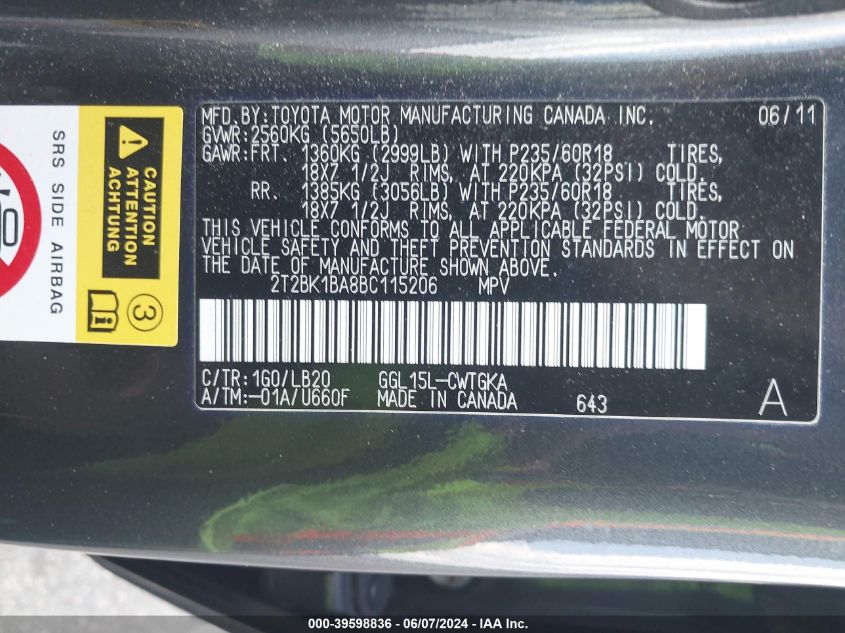 MFD.BY:TOYOTA MOTOR MANUFACTURING CANADA INC. 06/11
GVWR:2560KG (5650LB)
GAWR:FRT. 1360KG (2999LB) WITH P235/60R18 TIRES,
18X7 1/2J RIMS, AT 220KPA (32PSI) COLD.
RR. 1385KG (3056LB) WITH P235/60R18 TIRES,
18X7 1/2J RIMS, AT 220KPA (32PSI) COLD.
THIS VEHICLE CONFORMS TO ALL APPLICABLE FEDERAL MOTOR
VEHICLE SAFETY AND THEFT PREVENTION STANDARDS IN EFFECT ON
THE DATE OF MANUFACTURE SHOWN ABOVE.
2T2BK1BA8BC115206 MPV
C/TR:1G0/LB20 GGL15L-CWTGKA
A/TM:-01A/U660F MADE IN CANADA 643 A
SRS SIDE AIRBAG
CAUTION
ATTENTION
ACHTUNG
3
000-39598836 - 06/07/2024 - IAA Inc.